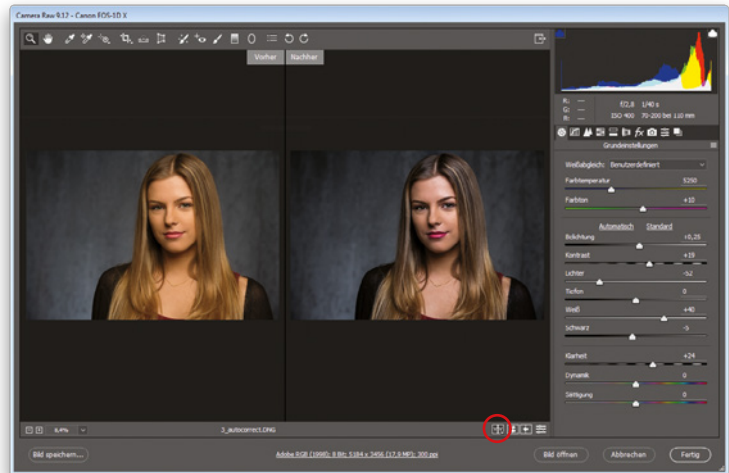 Camera Raw 9.12 - Canon EOS-1D X
Vorher Nachher
R: ---
G: ---
B: ---
f/2,8 1/40 s
ISO 400 70-200 bei 110 mm
fx
Grundeinstellungen
Weißabgleich: Benutzerdefiniert
Farbtemperatur 5250
Farbton +10
Automatisch Standard
Belichtung +0,25
Kontrast +19
Lichter -52
Tiefen 0
Weiß +40
Schwarz -5
Klarheit +24
Dynamik 0
Sättigung 0
8,4% 3_autocorrect.DNG
Bild speichern... Adobe RGB (1998); 8 Bit; 5184 x 3456 (17,9 MP); 300 ppi Bild öffnen Abbrechen Fertig